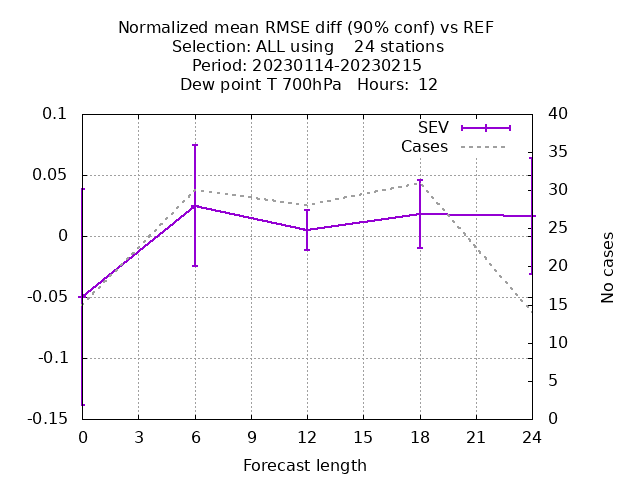 Normalized mean RMSE diff (90% conf) vs REF
Selection: ALL using    24 stations
Period: 20230114-20230215
Dew point T 700hPa   Hours:  12
0.1
0.05
0
-0.05
-0.1
-0.15
40
35
30
25
20
15
10
5
0
SEV
Cases
No cases
0 3 6 9 12 15 18 21 24
Forecast length